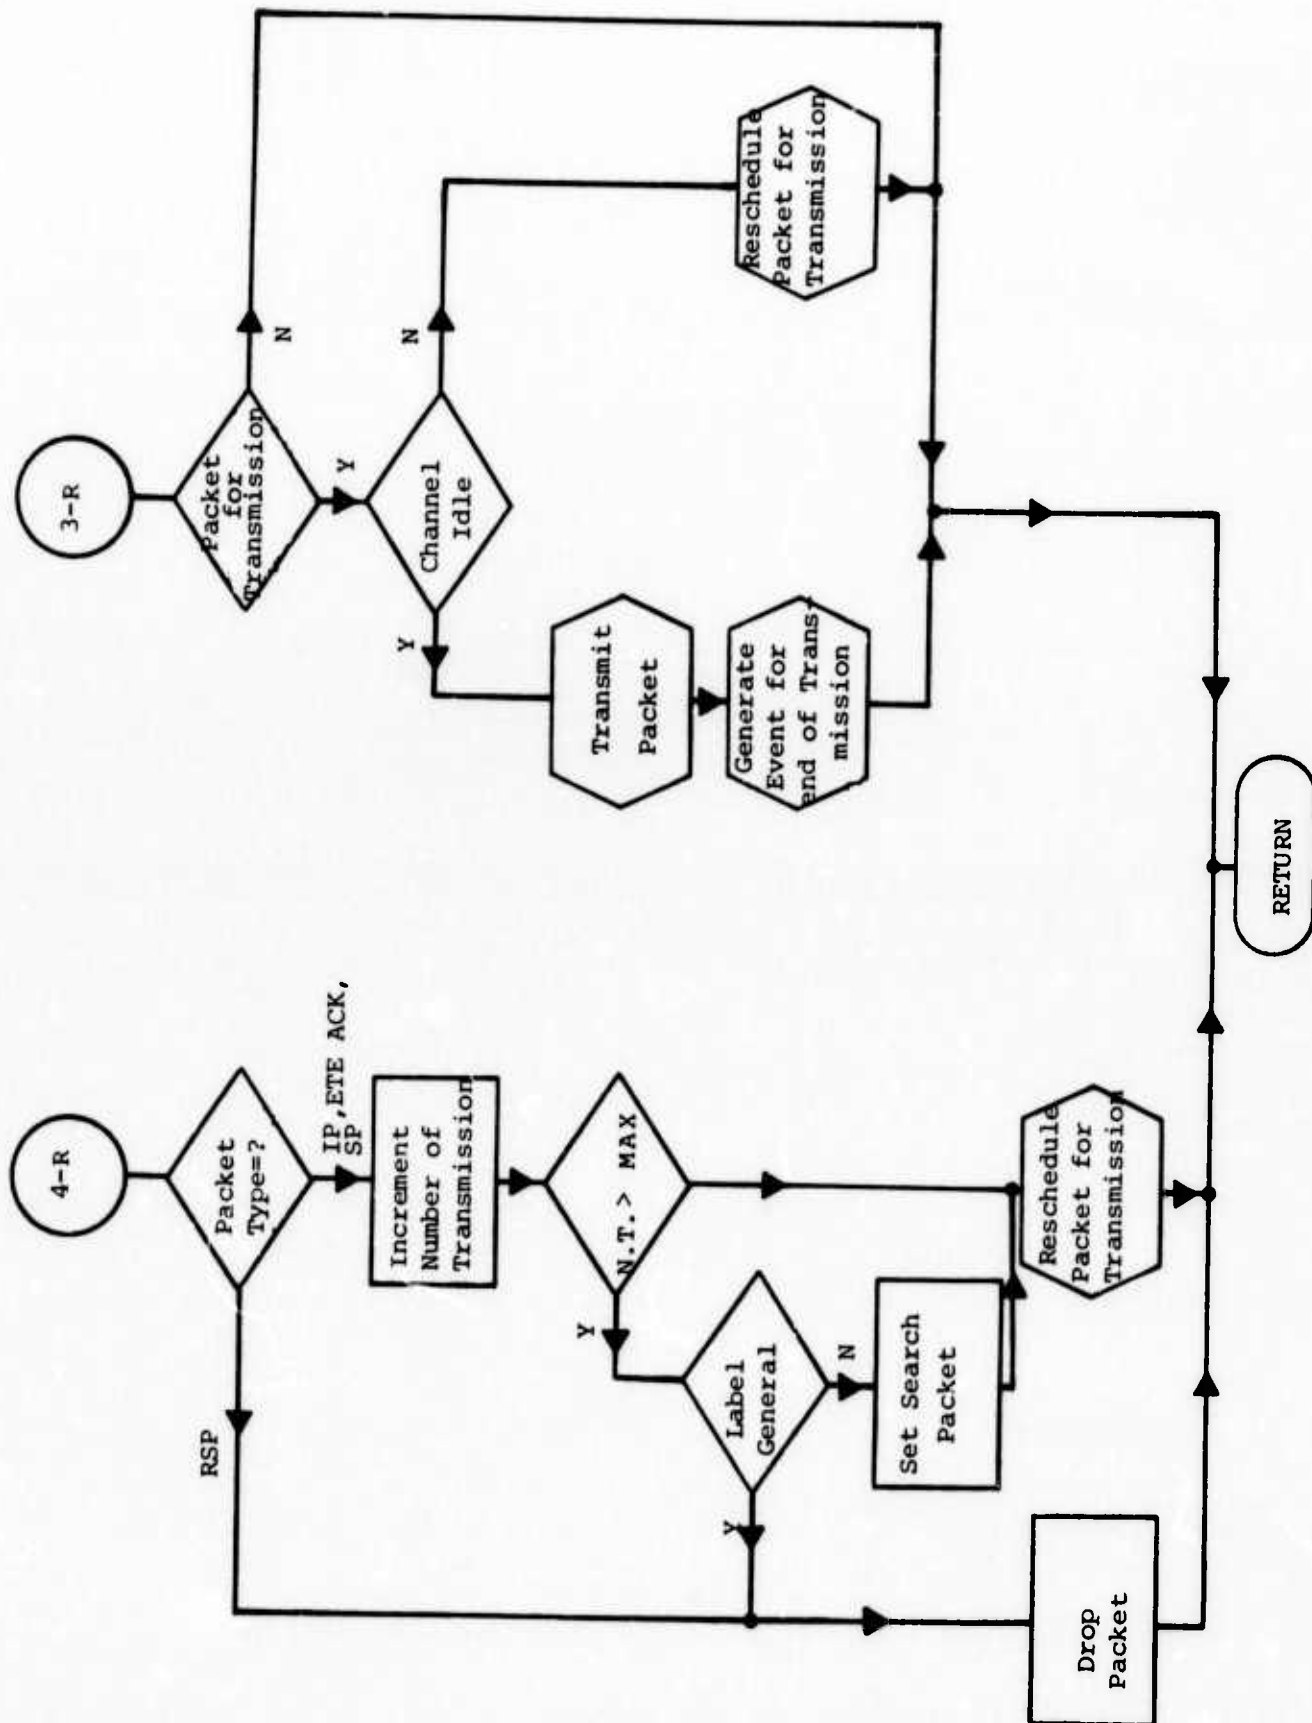 4-R
Packet
Type=?
RSP
IP,ETE ACK,
SP
Increment
Number of
Transmission
N.T.> MAX
Y
Label
General
Y
N
Set Search
Packet
Reschedule
Packet for
Transmission
Drop
Packet
3-R
Packet
for
Transmission
N
Y
Channel
Idle
Y
N
Transmit
Packet
Generate
Event for
end of Trans-
mission
Reschedule
Packet for
Transmission
RETURN